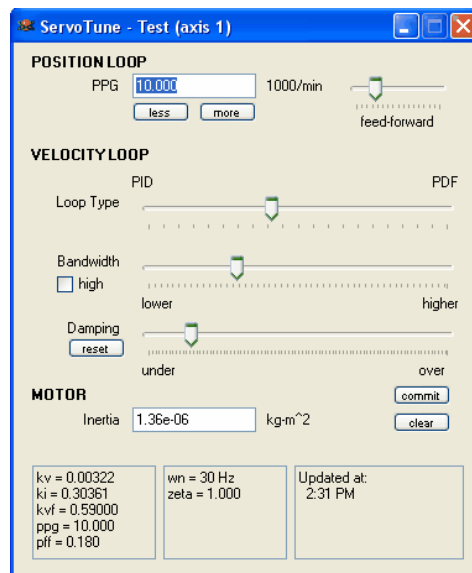 ServoTune - Test (axis 1)
POSITION LOOP
PPG 10.000 1000/min
less more
feed-forward
VELOCITY LOOP
PID PDF
Loop Type
Bandwidth
high
lower higher
Damping
reset
under over
MOTOR commit
Inertia 1.36e-06 kg-m^2 clear
kv = 0.00322
ki = 0.30361
kvf = 0.59000
ppg = 10.000
pff = 0.180
wn = 30 Hz
zeta = 1.000
Updated at:
2:31 PM